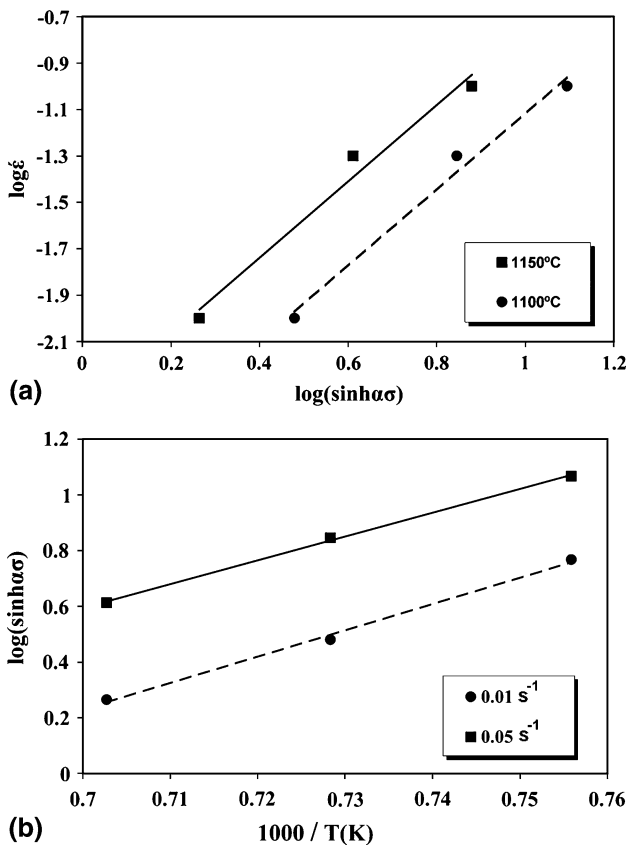 -0.7
-0.9
-1.1
-1.3
-1.5
-1.7
-1.9
-2.1
logέ
0 0.2 0.4 0.6 0.8 1 1.2
log(sinhασ)
1150ºC
1100ºC
(a)
1.2
1
0.8
0.6
0.4
0.2
0
log(sinhασ)
0.01 s-1
0.05 s-1
0.7 0.71 0.72 0.73 0.74 0.75 0.76
1000 / T(K)
(b)